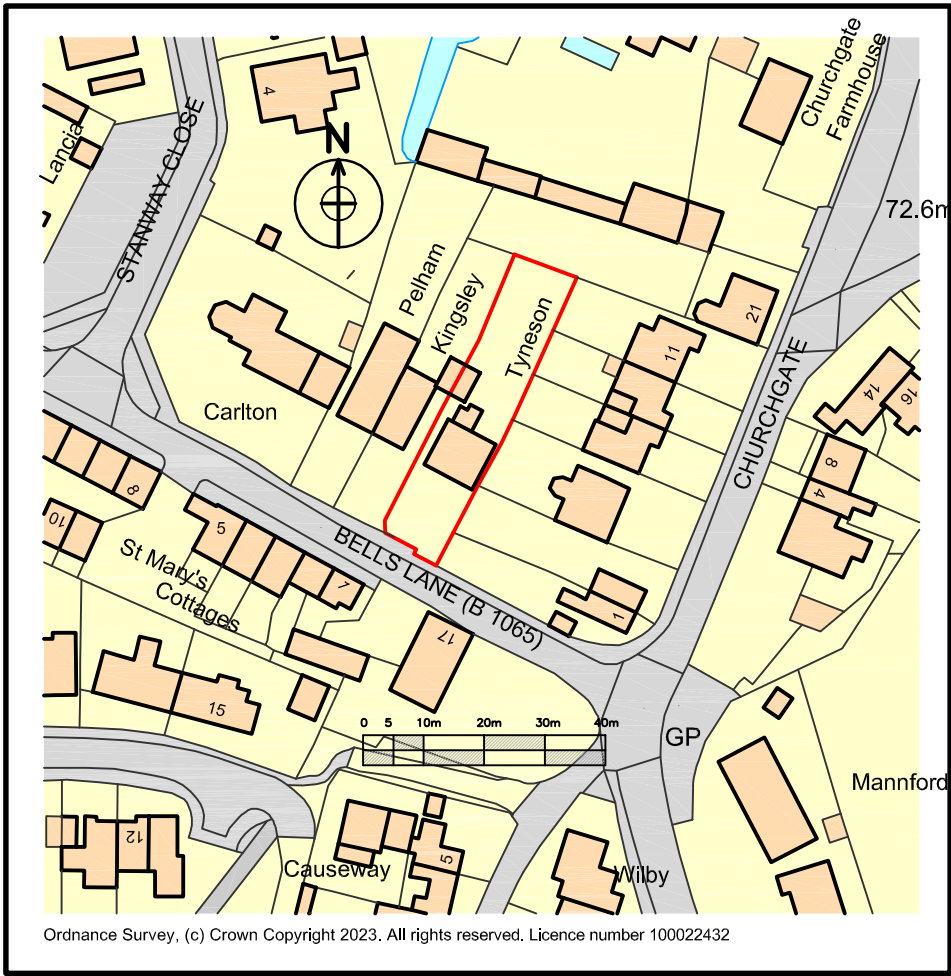 Churchgate
Farmhouse
4
Lancia
STANWAY CLOSE
N
72.6m
Pelham
Kingsley
Tyneson
21
11
14
16
CHURCHGATE
Carlton
8
8
4
10
5
St Mary's
Cottages
7
BELLS LANE (B 1065)
1
17
15
0 5 10m 20m 30m 40m
GP
Mannford
12
Causeway
5
Wilby
Ordnance Survey, (c) Crown Copyright 2023. All rights reserved. Licence number 100022432